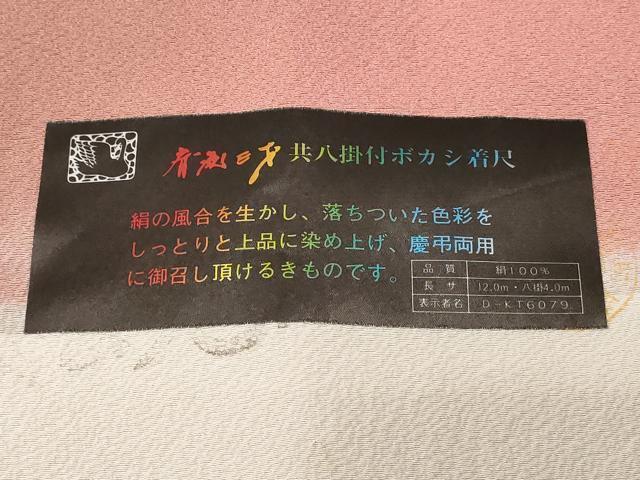 共八掛付ボカシ着尺
絹の風合を生かし、落ちついた色彩を
しっとりと上品に染め上げ、慶弔両用
に御召し頂けるきものです。
品質 絹100%
長サ 12.0m・八掛4.0m
表示者名 D-KT6079